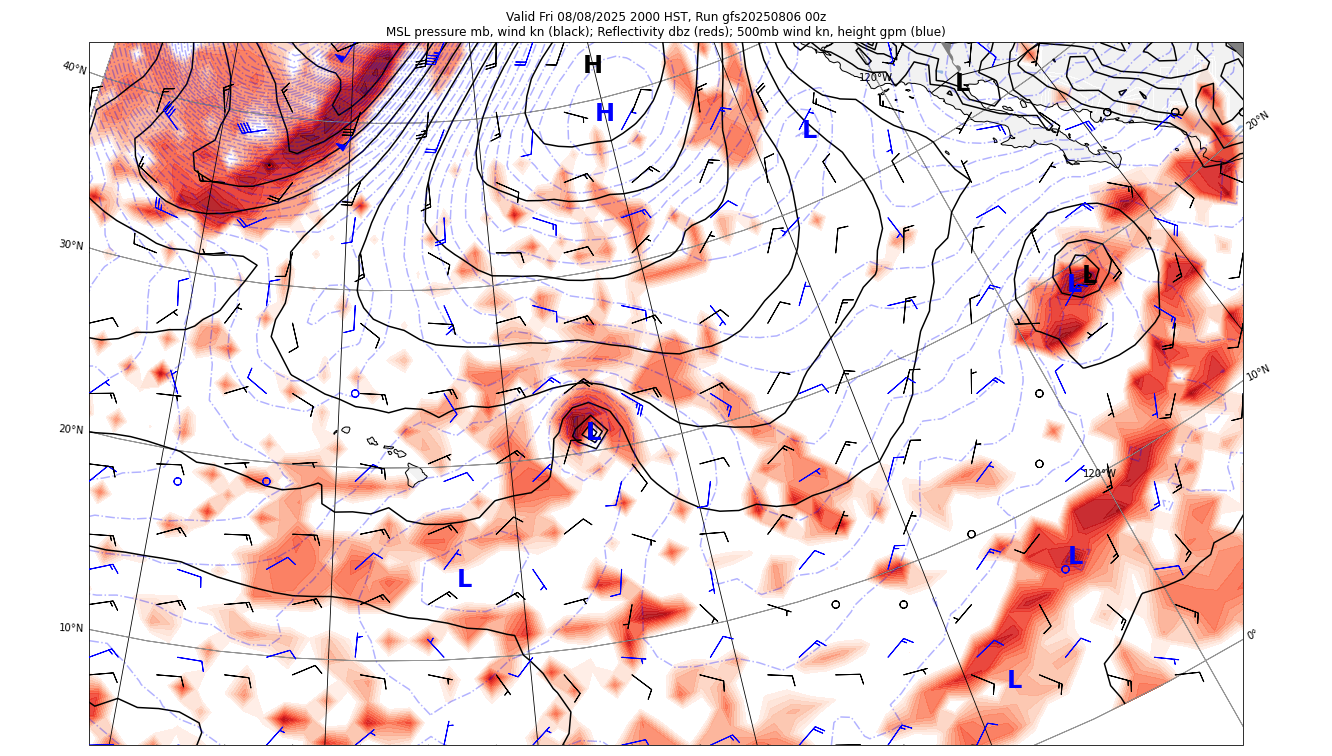 Valid Fri 08/08/2025 2000 HST, Run gfs20250806 00z
MSL pressure mb, wind kn (black); Reflectivity dbz (reds); 500mb wind kn, height gpm (blue)
40°N
H
120°W
L
H
L
20°N
30°N
L
L
10°N
20°N
L
120°W
L
L
10°N
0°
L